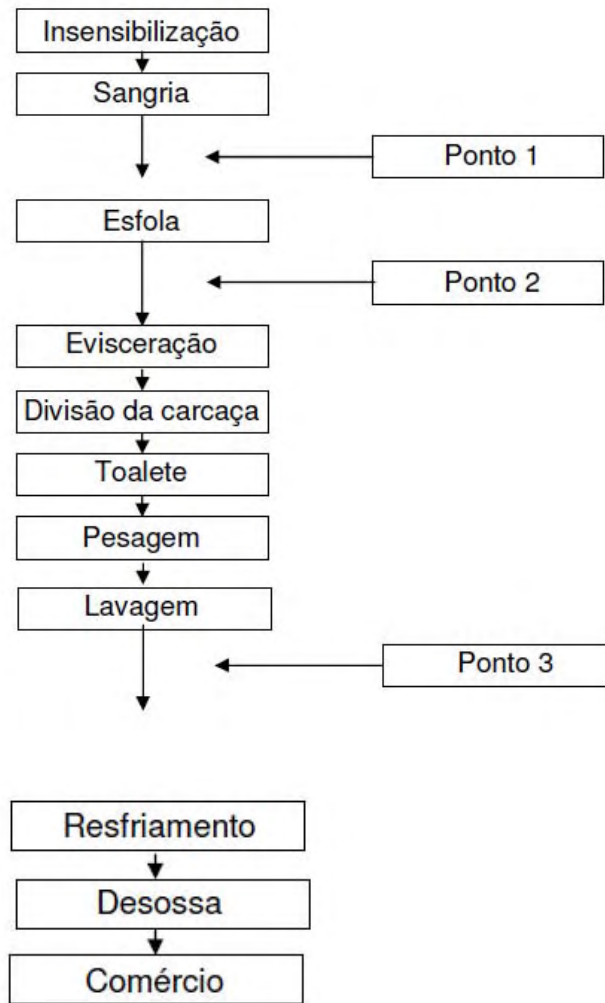 Insensibilização
Sangria
Ponto 1
Esfola
Ponto 2
Evisceração
Divisão da carcaça
Toalete
Pesagem
Lavagem
Ponto 3
Resfriamento
Desossa
Comércio